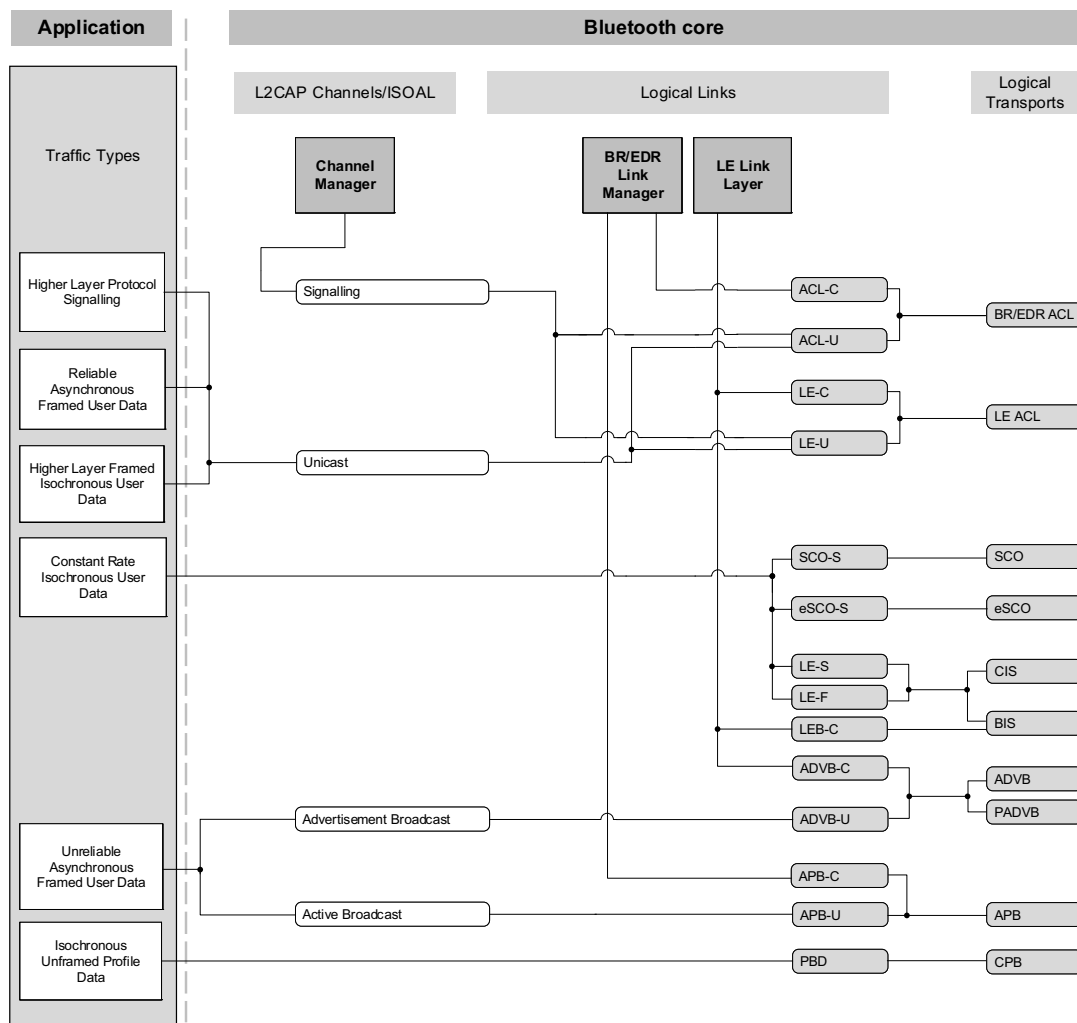 Application
Bluetooth core
L2CAP Channels/ISOAL
Logical Links
Logical
Transports
Traffic Types
Channel
Manager
BR/EDR
Link
Manager
LE Link
Layer
Higher Layer Protocol
Signalling
Reliable
Asynchronous
Framed User Data
Higher Layer Framed
Isochronous User
Data
Constant Rate
Isochronous User
Data
Unreliable
Asynchronous
Framed User Data
Isochronous
Unframed Profile
Data
Signalling
Unicast
Advertisement Broadcast
Active Broadcast
ACL-C
ACL-U
LE-C
LE-U
SCO-S
eSCO-S
LE-S
LE-F
LEB-C
ADVB-C
ADVB-U
APB-C
APB-U
PBD
BR/EDR ACL
LE ACL
SCO
eSCO
CIS
BIS
ADVB
PADVB
APB
CPB